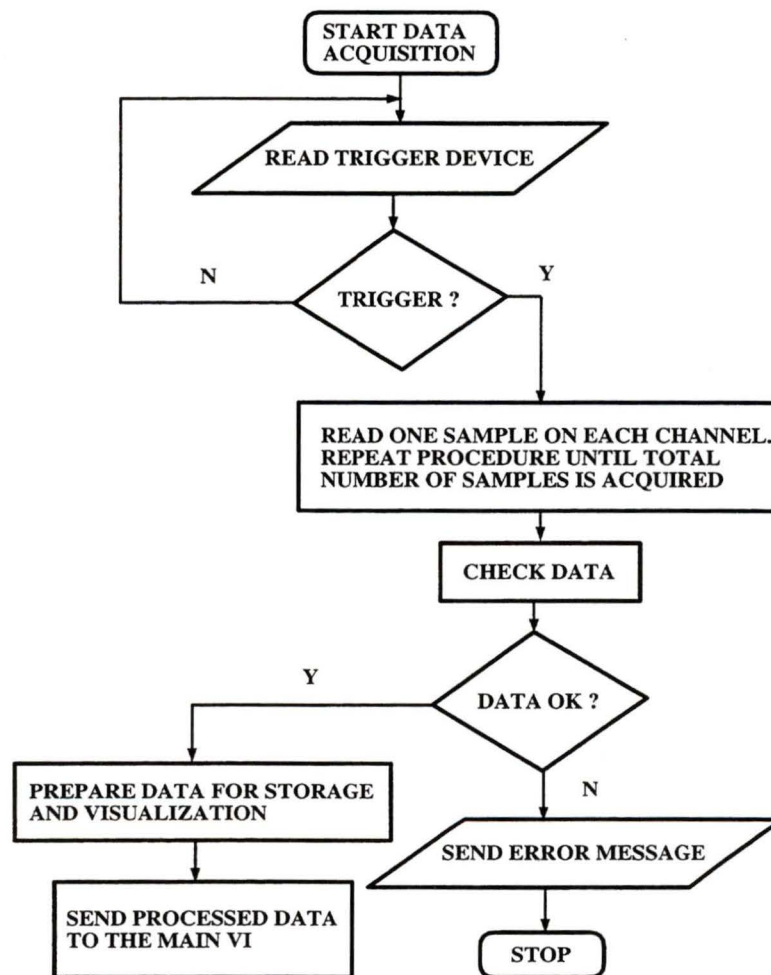 START DATA
ACQUISITION
READ TRIGGER DEVICE
N
Y
TRIGGER ?
READ ONE SAMPLE ON EACH CHANNEL.
REPEAT PROCEDURE UNTIL TOTAL
NUMBER OF SAMPLES IS ACQUIRED
CHECK DATA
Y
DATA OK ?
PREPARE DATA FOR STORAGE
AND VISUALIZATION
N
SEND ERROR MESSAGE
SEND PROCESSED DATA
TO THE MAIN VI
STOP